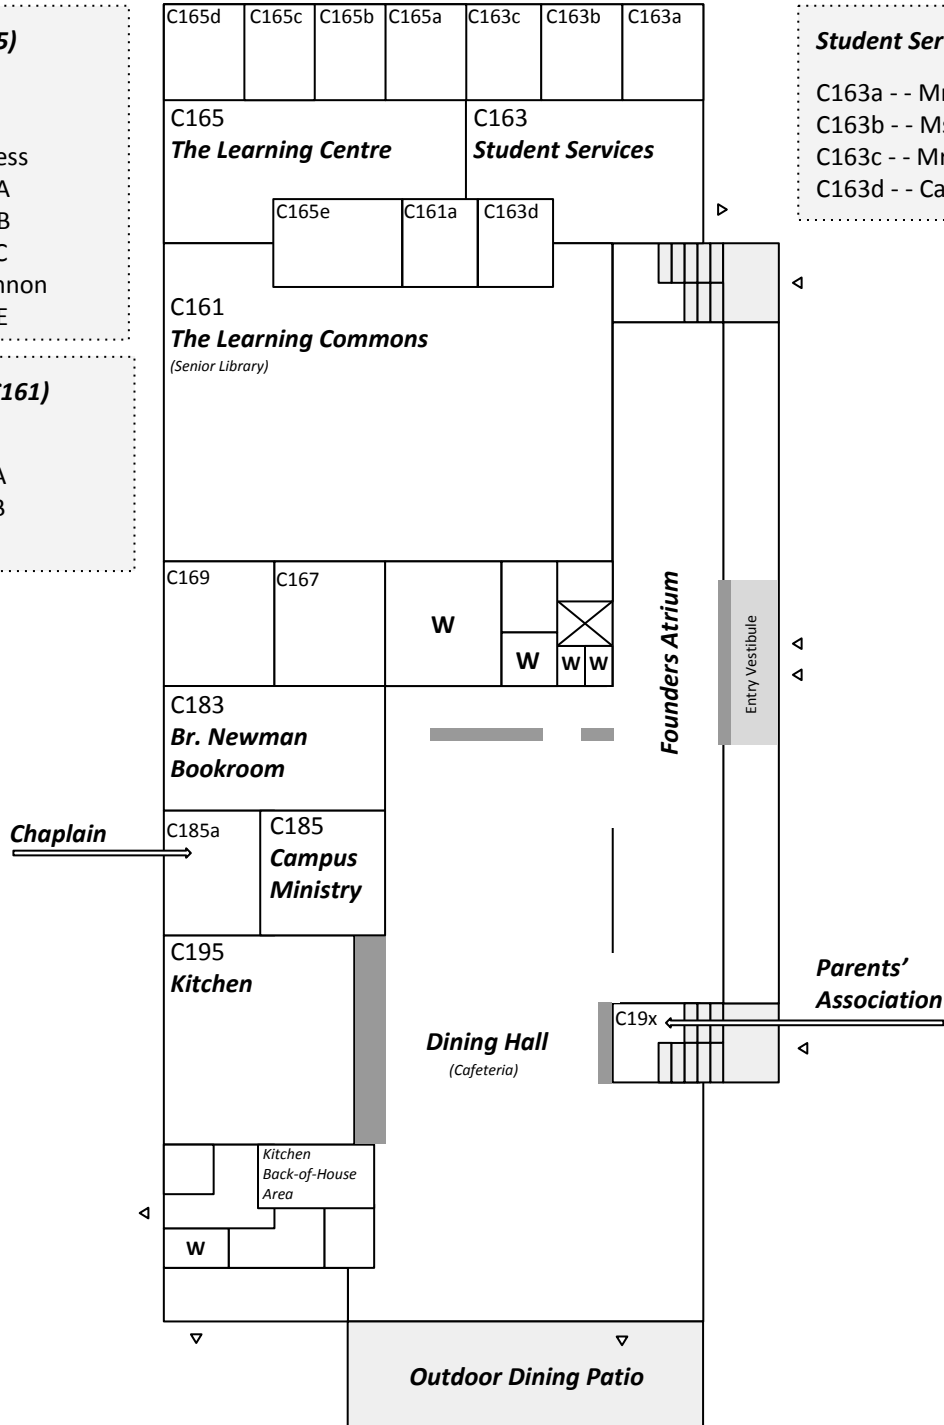 C165d
C165c
C165b
C165a
C163c
C163b
C163a
5)
ess
A
B
C
nnon
E
Student Ser
C163a - - Mr
C163b - - Ms
C163c - - Mr
C163d - - Ca
C165
The Learning Centre
C163
Student Services
C165e
C161a
C163d
C161
The Learning Commons
(Senior Library)
C161)
A
B
C169
C167
W
W
W
W
Founders Atrium
Entry Vestibule
C183
Br. Newman
Bookroom
Chaplain
C185a
C185
Campus
Ministry
C195
Kitchen
Parents’
Association
C19x
Dining Hall
(Cafeteria)
Kitchen
Back-of-House
Area
W
Outdoor Dining Patio